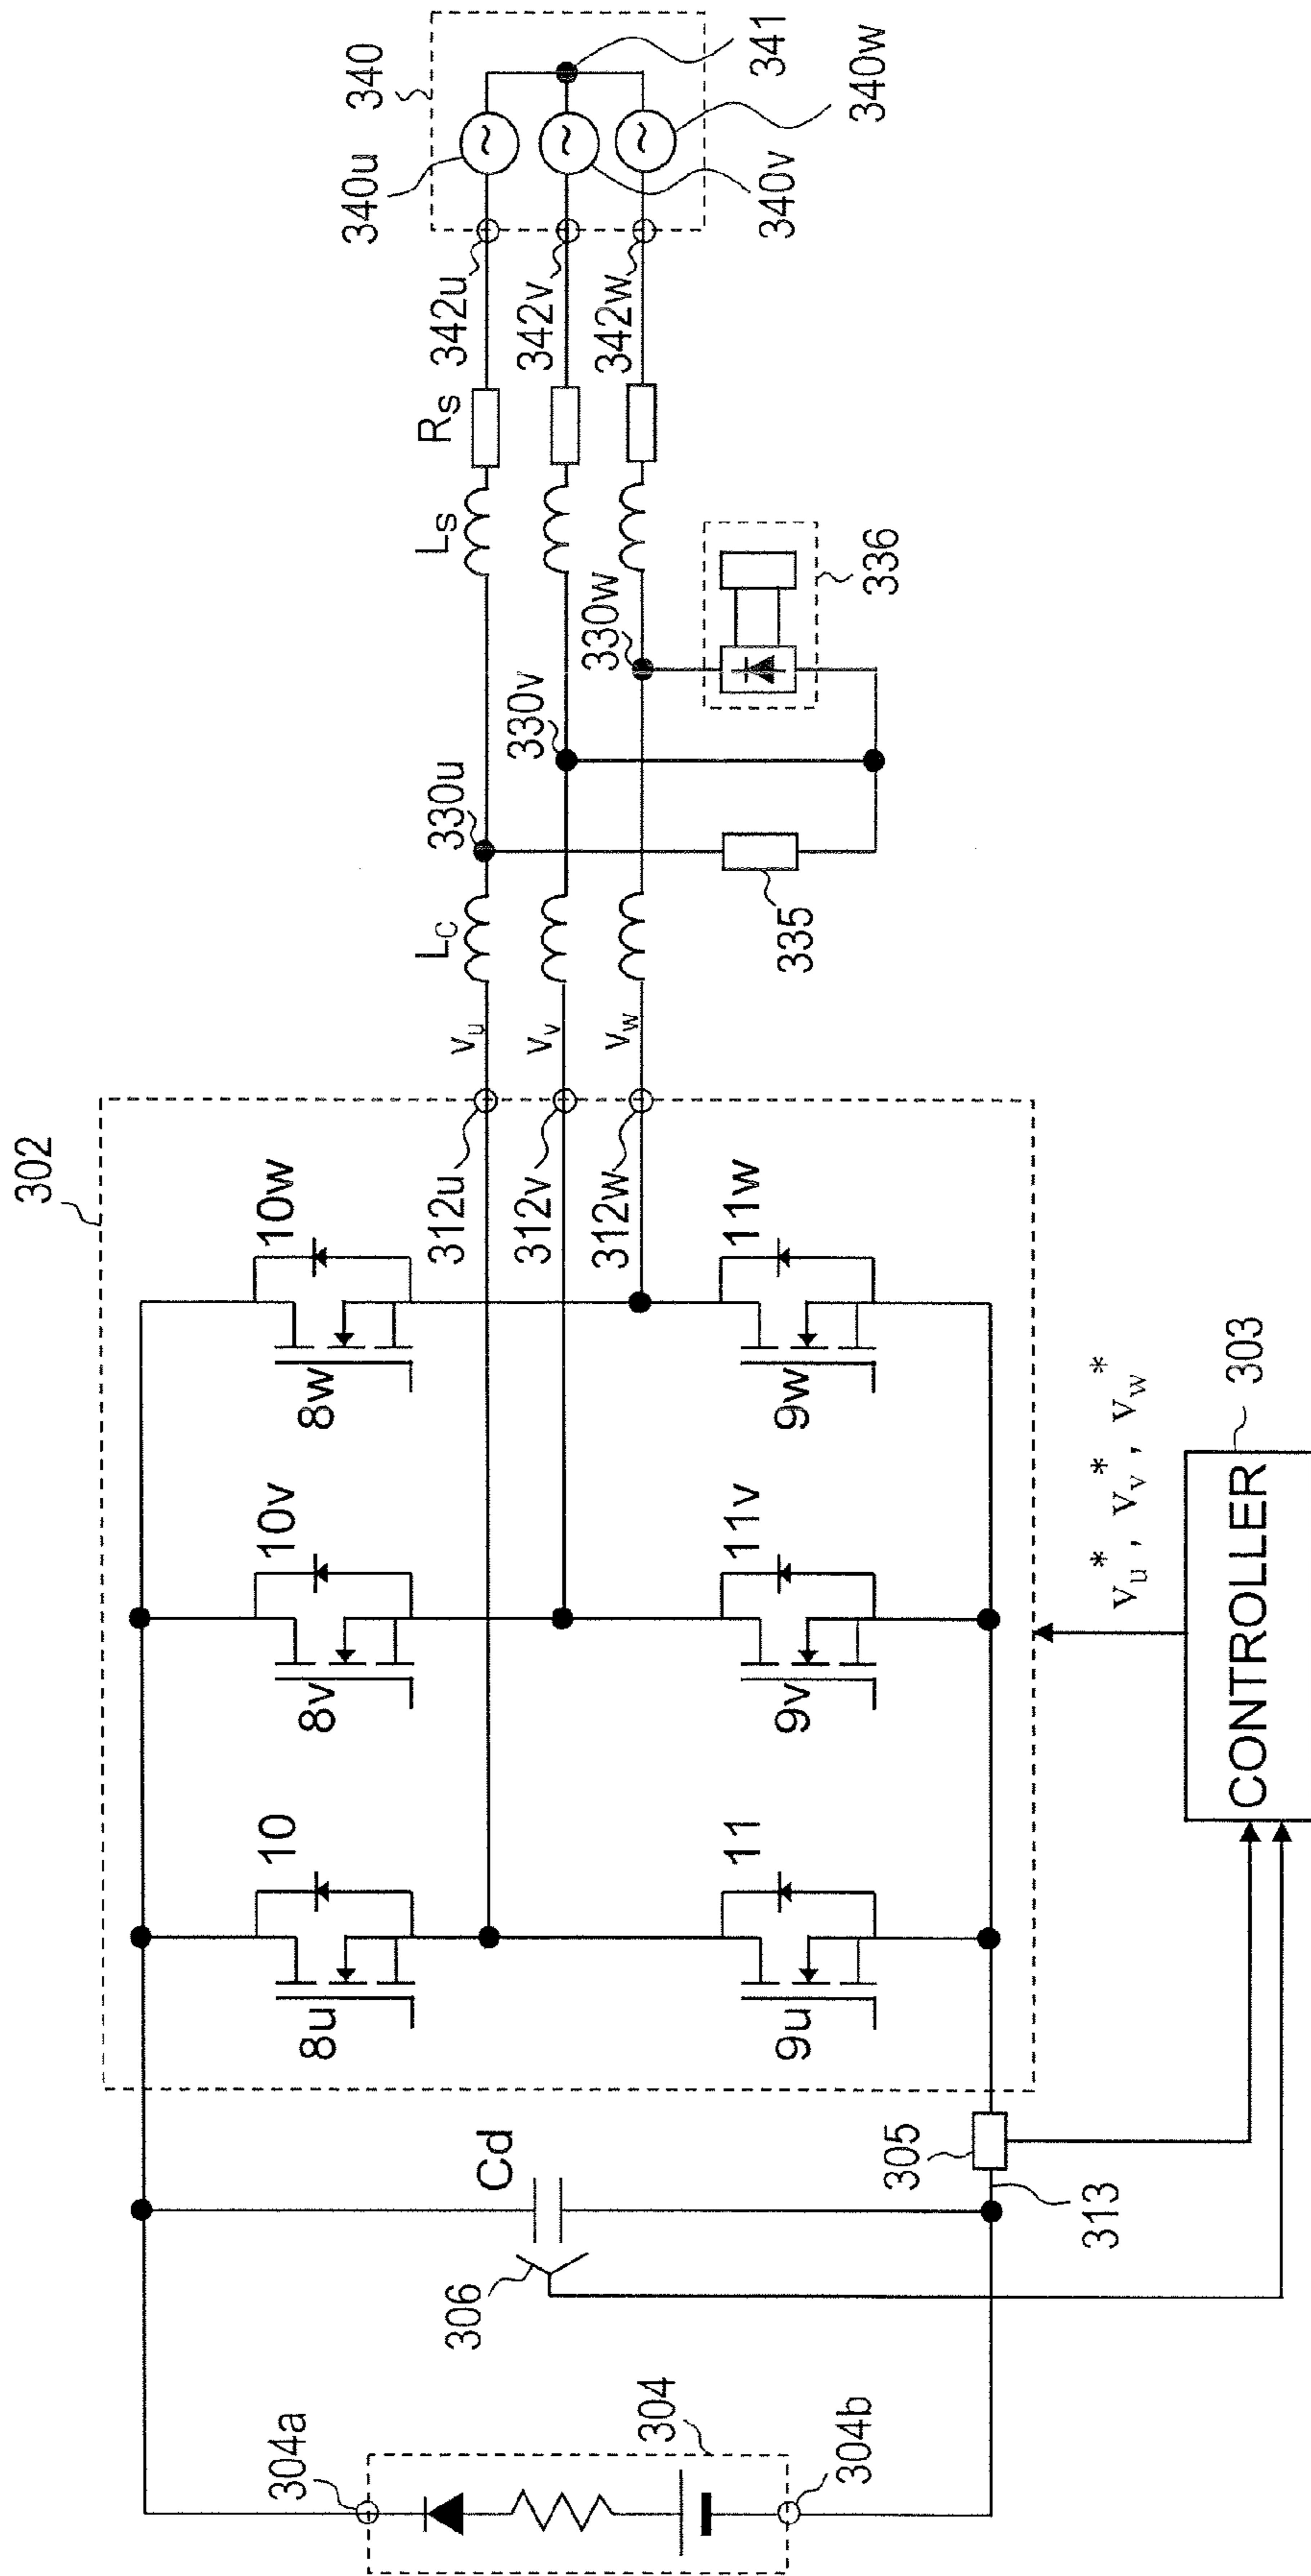 302
10
10v
10w
8u
8v
8w
11
11v
11w
9u
9v
9w
312u
312v
312w
304a
304
304b
306
Cd
305
313
CONTROLLER
303
vu*, vv*, vw*
vu
vv
vw
LC
330u
330v
330w
335
336
LS
RS
342u
342v
342w
340u
340
340v
341
340w